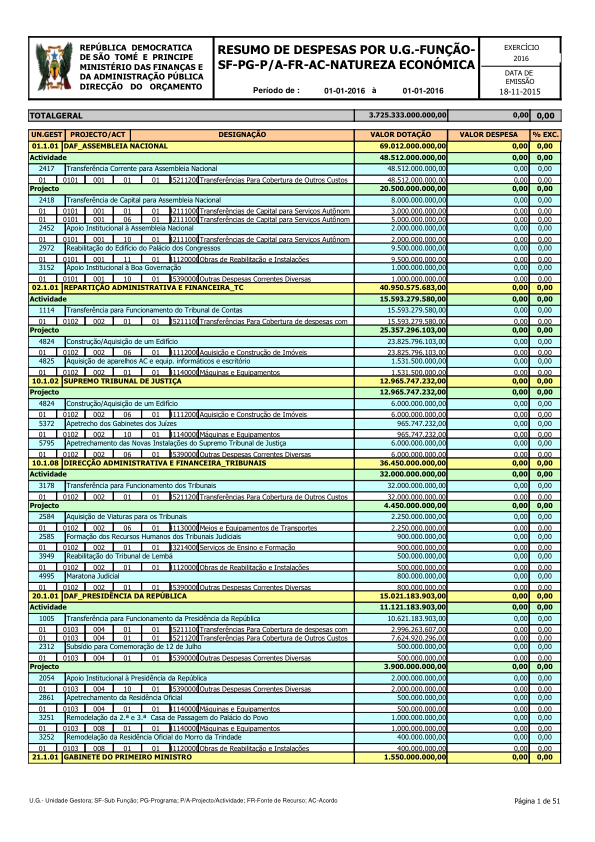 REPÚBLICA DEMOCRATICA
DE SÃO TOMÉ E PRINCIPE
MINISTÉRIO DAS FINANÇAS E
DA ADMINISTRAÇÃO PÚBLICA
DIRECÇÃO DO ORÇAMENTO
RESUMO DE DESPESAS POR U.G.-FUNÇÃO-
SF-PG-P/A-FR-AC-NATUREZA ECONÓMICA
Período de : 01-01-2016 à 01-01-2016
EXERCÍCIO
2016
DATA DE
EMISSÃO
18-11-2015
TOTALGERAL 3.725.333.000.000,00 0,00 0,00
UN.GEST PROJECTO/ACT DESIGNAÇÃO VALOR DOTAÇÃO VALOR DESPESA % EXC.
01.1.01 DAF_ASSEMBLEIA NACIONAL 69.012.000.000,00 0,00 0,00
Actividade 48.512.000.000,00 0,00 0,00
2417 Transferência Corrente para Assembleia Nacional 48.512.000.000,00 0,00 0,00
01 0101 001 01 01 352112000 Transferências Para Cobertura de Outros Custos 48.512.000.000,00 0,00 0,00
Projecto 20.500.000.000,00 0,00 0,00
2418 Transferência de Capital para Assembleia Nacional 8.000.000.000,00 0,00 0,00
01 0101 001 01 01 Transferências de Capital para Serviços Autônom 3.000.000.000,00 0,00 0,00
01 0101 001 06 01 Transferências de Capital para Serviços Autônom 5.000.000.000,00 0,00 0,00
2452 Apoio Institucional à Assembleia Nacional 2.000.000.000,00 0,00 0,00
01 0101 001 10 01 Transferências de Capital para Serviços Autônom 2.000.000.000,00 0,00 0,00
2972 Reabilitação do Edifício do Palácio dos Congressos 9.500.000.000,00 0,00 0,00
01 0101 001 11 01 Obras de Reabilitação e Instalações 9.500.000.000,00 0,00 0,00
3152 Apoio Institucional à Boa Governação 1.000.000.000,00 0,00 0,00
01 0101 001 10 01 Outras Despesas Correntes Diversas 1.000.000.000,00 0,00 0,00
02.1.01 REPARTIÇÃO ADMINISTRATIVA E FINANCEIRA_TC 40.950.575.683,00 0,00 0,00
Actividade 15.593.279.580,00 0,00 0,00
1114 Transferência para Funcionamento do Tribunal de Contas 15.593.279.580,00 0,00 0,00
01 0102 002 01 01 Transferências Para Cobertura de despesas com 15.593.279.580,00 0,00 0,00
Projecto 25.357.296.103,00 0,00 0,00
4824 Construção/Aquisição de um Edifício 23.825.796.103,00 0,00 0,00
01 0102 002 06 01 Aquisição e Construção de Imóveis 23.825.796.103,00 0,00 0,00
4825 Aquisição de aparelhos AC e equip, informáticos e escritório 1.531.500.000,00 0,00 0,00
01 0102 002 01 01 Máquinas e Equipamentos 1.531.500.000,00 0,00 0,00
10.1.02 SUPREMO TRIBUNAL DE JUSTIÇA 12.965.747.232,00 0,00 0,00
Projecto 12.965.747.232,00 0,00 0,00
4824 Construção/Aquisição de um Edifício 6.000.000.000,00 0,00 0,00
01 0102 002 06 01 Aquisição e Construção de Imóveis 6.000.000.000,00 0,00 0,00
5372 Apetrecho dos Gabinetes dos Juízes 965.747.232,00 0,00 0,00
01 0102 002 10 01 Máquinas e Equipamentos 965.747.232,00 0,00 0,00
5795 Apetrechamento das Novas Instalações do Supremo Tribunal de Justiça 6.000.000.000,00 0,00 0,00
01 0102 002 06 01 Outras Despesas Correntes Diversas 6.000.000.000,00 0,00 0,00
10.1.08 DIRECÇÃO ADMINISTRATIVA E FINANCEIRA_TRIBUNAIS 36.450.000.000,00 0,00 0,00
Actividade 32.000.000.000,00 0,00 0,00
3178 Transferência para Funcionamento dos Tribunais 32.000.000.000,00 0,00 0,00
01 0102 002 01 01 Transferências Para Cobertura de Outros Custos 32.000.000.000,00 0,00 0,00
Projecto 4.450.000.000,00 0,00 0,00
2584 Aquisição de Viaturas para os Tribunais 2.250.000.000,00 0,00 0,00
01 0102 002 06 01 Meios e Equipamentos de Transportes 2.250.000.000,00 0,00 0,00
2585 Formação dos Recursos Humanos dos Tribunais Judiciais 900.000.000,00 0,00 0,00
01 0102 002 01 01 Serviços de Ensino e Formação 900.000.000,00 0,00 0,00
3949 Reabilitação do Tribunal de Lembá 500.000.000,00 0,00 0,00
01 0102 002 01 01 Obras de Reabilitação e Instalações 500.000.000,00 0,00 0,00
4995 Maratona Judicial 800.000.000,00 0,00 0,00
01 0102 002 01 01 Outras Despesas Correntes Diversas 800.000.000,00 0,00 0,00
20.1.01 DAF_PRESIDÊNCIA DA REPÚBLICA 15.021.183.903,00 0,00 0,00
Actividade 11.121.183.903,00 0,00 0,00
1005 Transferência para Funcionamento da Presidência da República 10.621.183.903,00 0,00 0,00
01 0103 004 01 01 Transferências Para Cobertura de despesas com 2.996.263.607,00 0,00 0,00
01 0103 004 01 01 Transferências Para Cobertura de Outros Custos 7.624.920.296,00 0,00 0,00
2312 Subsídio para Comemoração de 12 de Julho 500.000.000,00 0,00 0,00
01 0103 004 01 01 Outras Despesas Correntes Diversas 500.000.000,00 0,00 0,00
Projecto 3.900.000.000,00 0,00 0,00
2054 Apoio Institucional à Presidência da República 2.000.000.000,00 0,00 0,00
01 0103 004 10 01 Outras Despesas Correntes Diversas 2.000.000.000,00 0,00 0,00
2861 Apetrechamento da Residência Oficial 500.000.000,00 0,00 0,00
01 0103 004 01 01 Máquinas e Equipamentos 500.000.000,00 0,00 0,00
3251 Remodelação da 2.ª e 3.ª Casa de Passagem do Palácio do Povo 1.000.000.000,00 0,00 0,00
01 0103 008 01 01 Máquinas e Equipamentos 1.000.000.000,00 0,00 0,00
3252 Remodelação da Residência Oficial do Morro da Trindade 400.000.000,00 0,00 0,00
01 0103 008 01 01 Obras de Reabilitação e Instalações 400.000.000,00 0,00 0,00
21.1.01 GABINETE DO PRIMEIRO MINISTRO 1.550.000.000,00 0,00 0,00
U.G.- Unidade Gestora; SF-Sub Função; PG-Programa; P/A-Projecto/Actividade; FR-Fonte de Recurso; AC-Acordo
Página 1 de 51